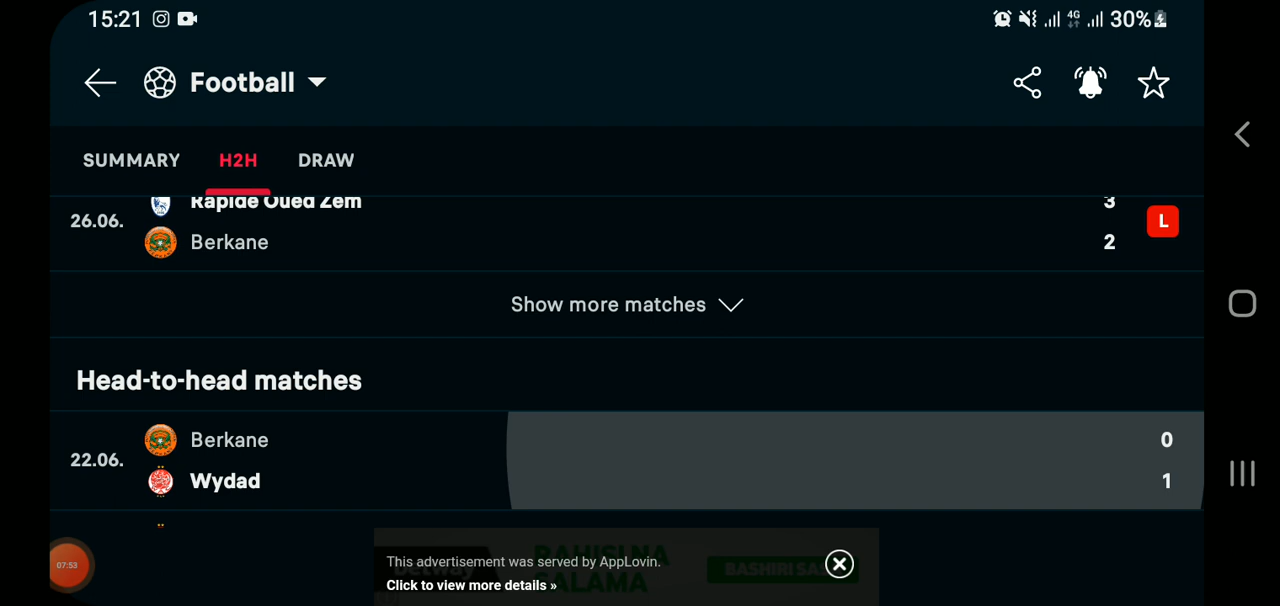 15:21
4G
30%
Football
SUMMARY H2H DRAW
Rapide Oued Zem 3
26.06.
L
Berkane 2
Show more matches
Head-to-head matches
Berkane 0
22.06.
Wydad 1
07:53
This advertisement was served by AppLovin.
Click to view more details »
SALAMA